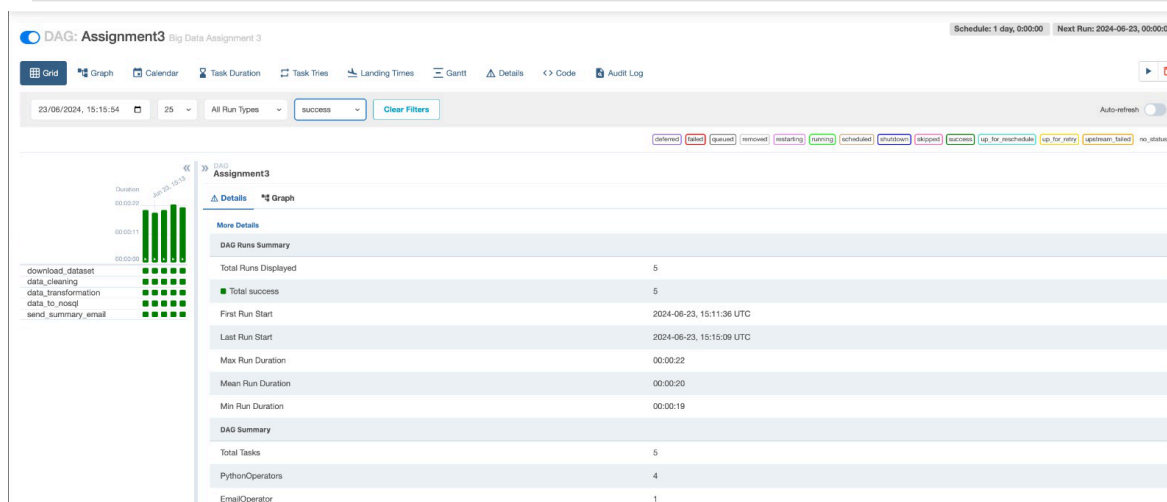 DAG: Assignment3 Big Data Assignment 3
Schedule: 1 day, 0:00:00 Next Run: 2024-06-23, 00:00:0
Grid Graph Calendar Task Duration Task Tries Landing Times Gantt Details <> Code Audit Log
23/06/2024, 15:15:54 25 All Run Types success Clear Filters Auto-refresh
deferred failed queued removed restarting running scheduled shutdown skipped success up_for_reschedule up_for_retry upstream_failed no_status
DAG
Assignment3
Duration Jun 23, 15:13
Details Graph
00:00:20
More Details
00:00:11
DAG Runs Summary
00:00:00
Total Runs Displayed 5
download_dataset
data_cleaning
data_transformation
data_to_nosql
send_summary_email
Total success 5
First Run Start 2024-06-23, 15:11:36 UTC
Last Run Start 2024-06-23, 15:15:09 UTC
Max Run Duration 00:00:22
Mean Run Duration 00:00:20
Min Run Duration 00:00:19
DAG Summary
Total Tasks 5
PythonOperators 4
EmailOperator 1